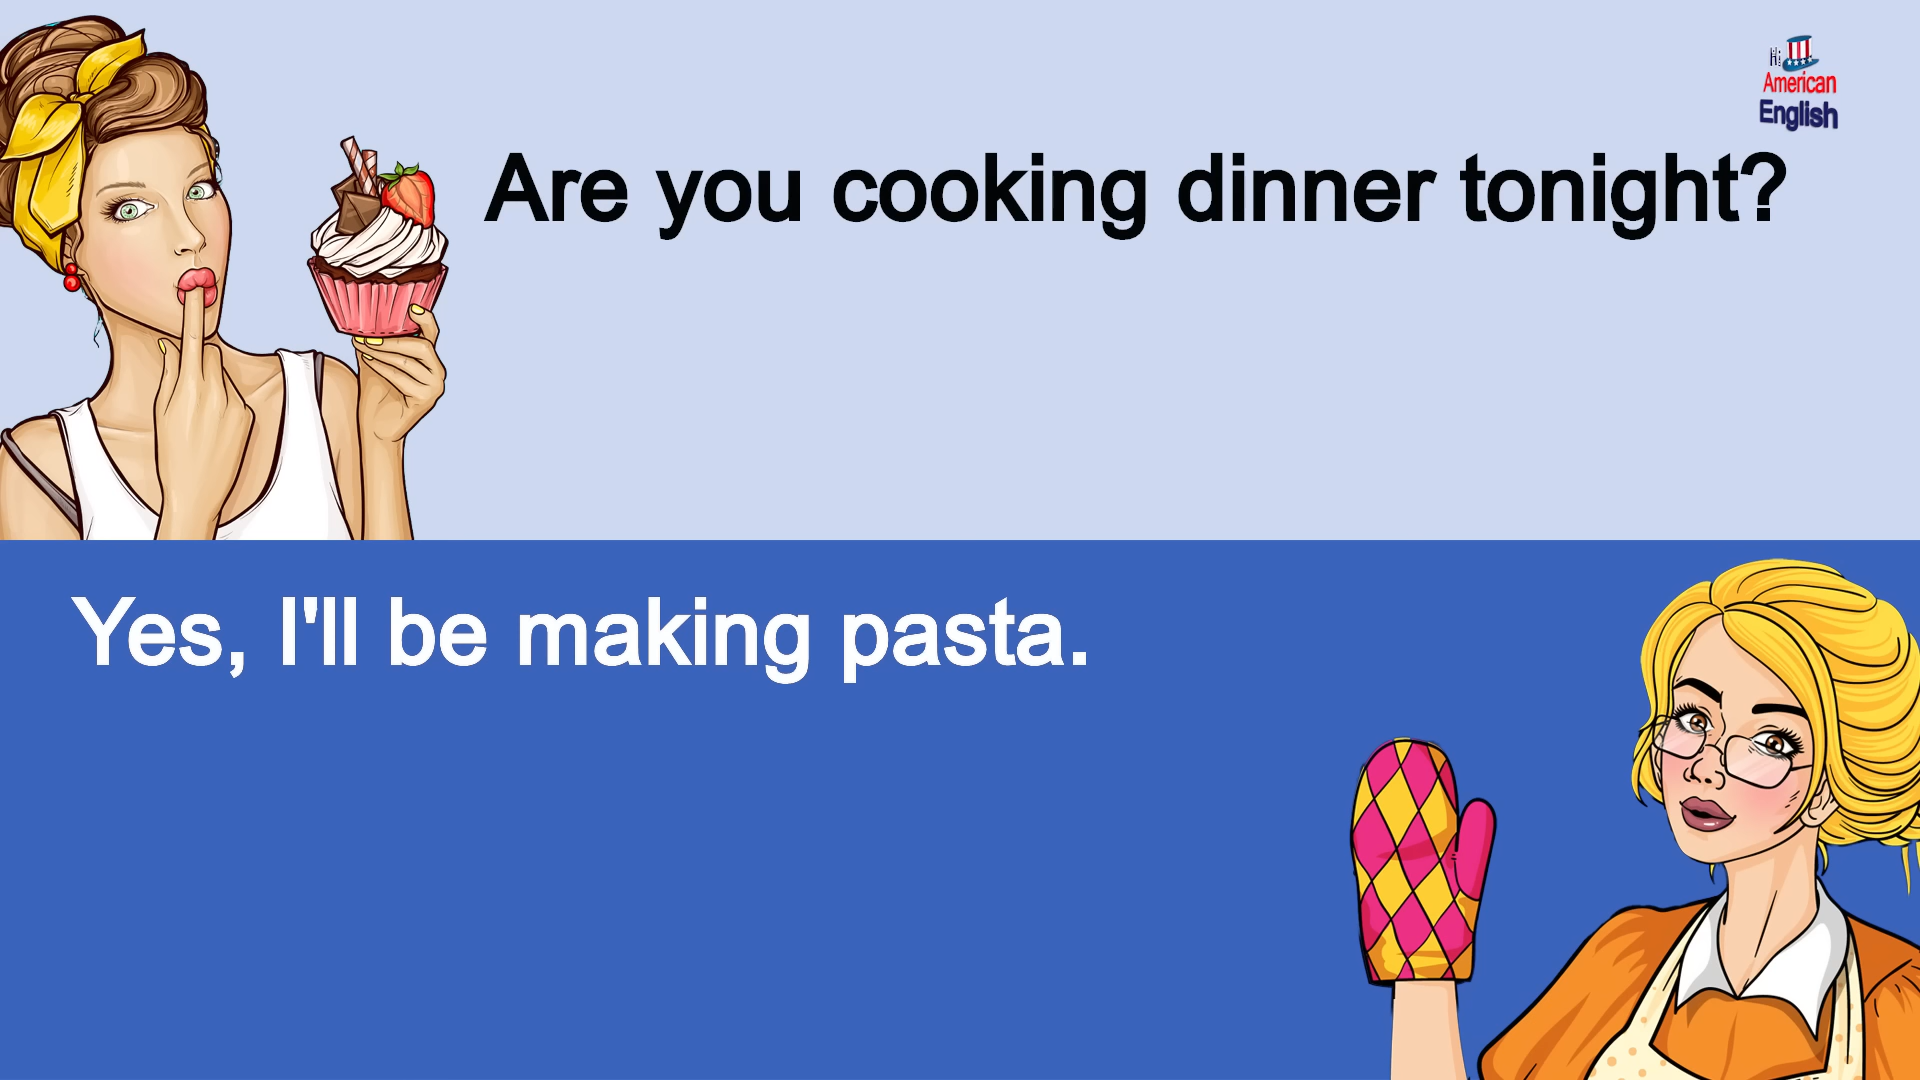 American
English
Are you cooking dinner tonight?
Yes, I'll be making pasta.